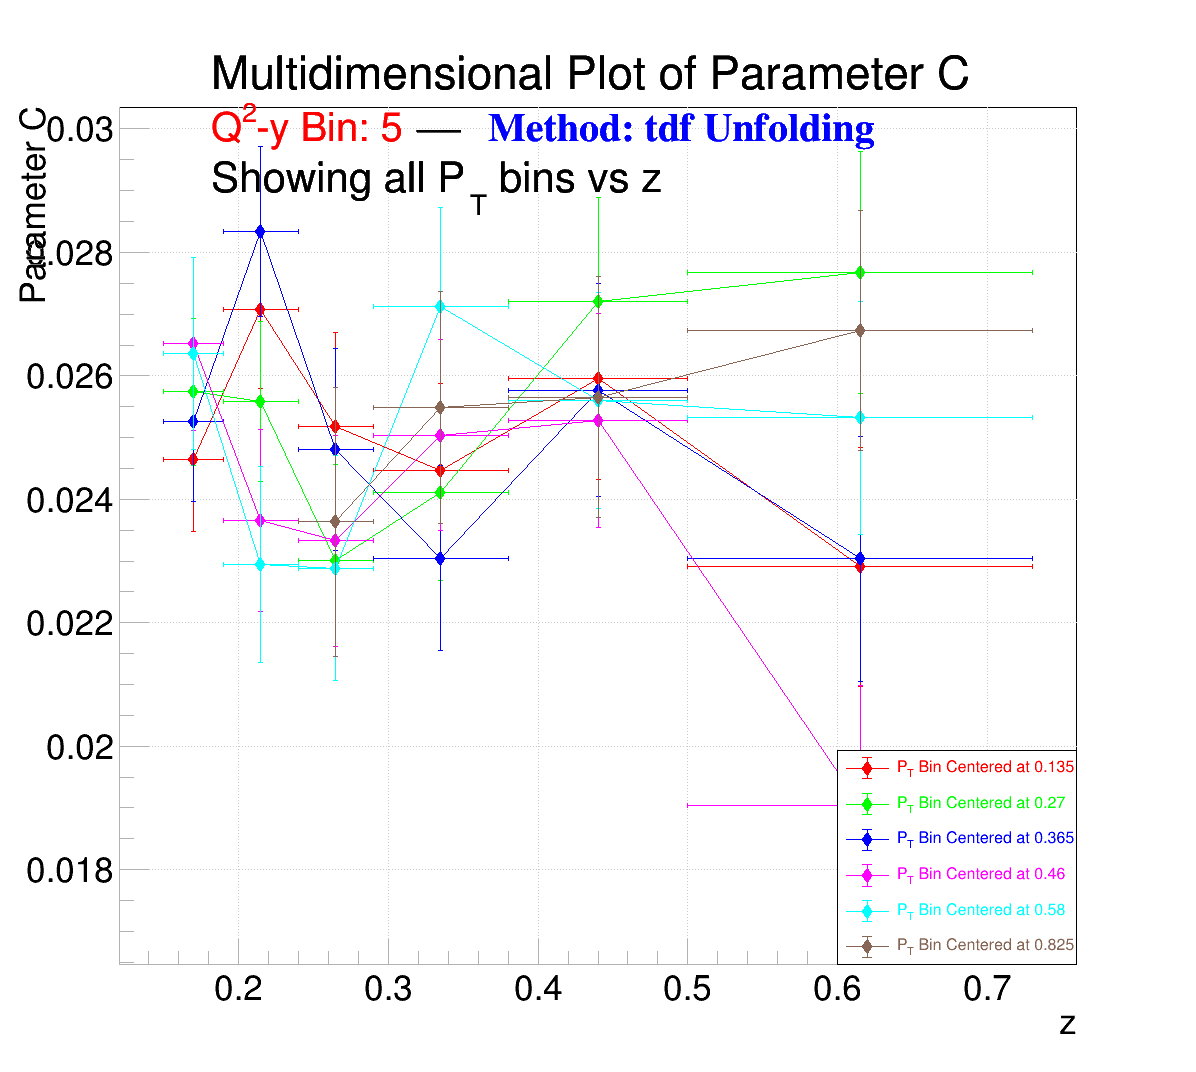 Multidimensional Plot of Parameter C
Q²-y Bin: 5 — Method: tdf Unfolding
Showing all P_T bins vs z
Parameter C
0.03
0.028
0.026
0.024
0.022
0.02
0.018
0.2 0.3 0.4 0.5 0.6 0.7
z
P_T Bin Centered at 0.135
P_T Bin Centered at 0.27
P_T Bin Centered at 0.365
P_T Bin Centered at 0.46
P_T Bin Centered at 0.58
P_T Bin Centered at 0.825